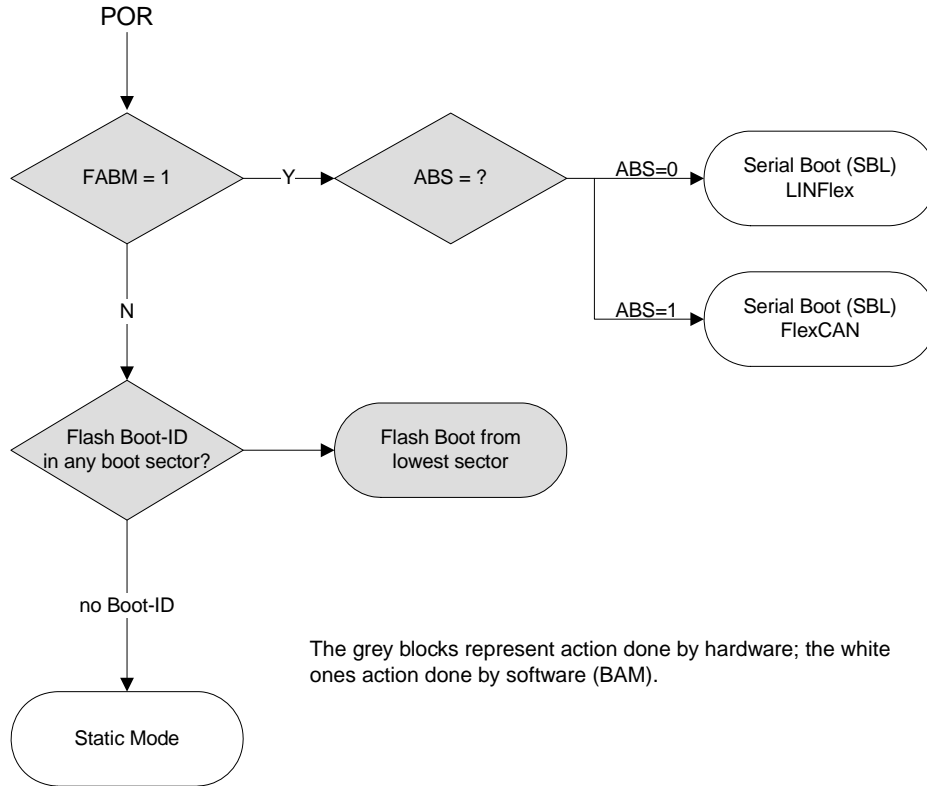 POR
FABM = 1
Y
ABS = ?
ABS=0
Serial Boot (SBL)
LINFlex
ABS=1
Serial Boot (SBL)
FlexCAN
N
Flash Boot-ID
in any boot sector?
Flash Boot from
lowest sector
no Boot-ID
The grey blocks represent action done by hardware; the white
ones action done by software (BAM).
Static Mode